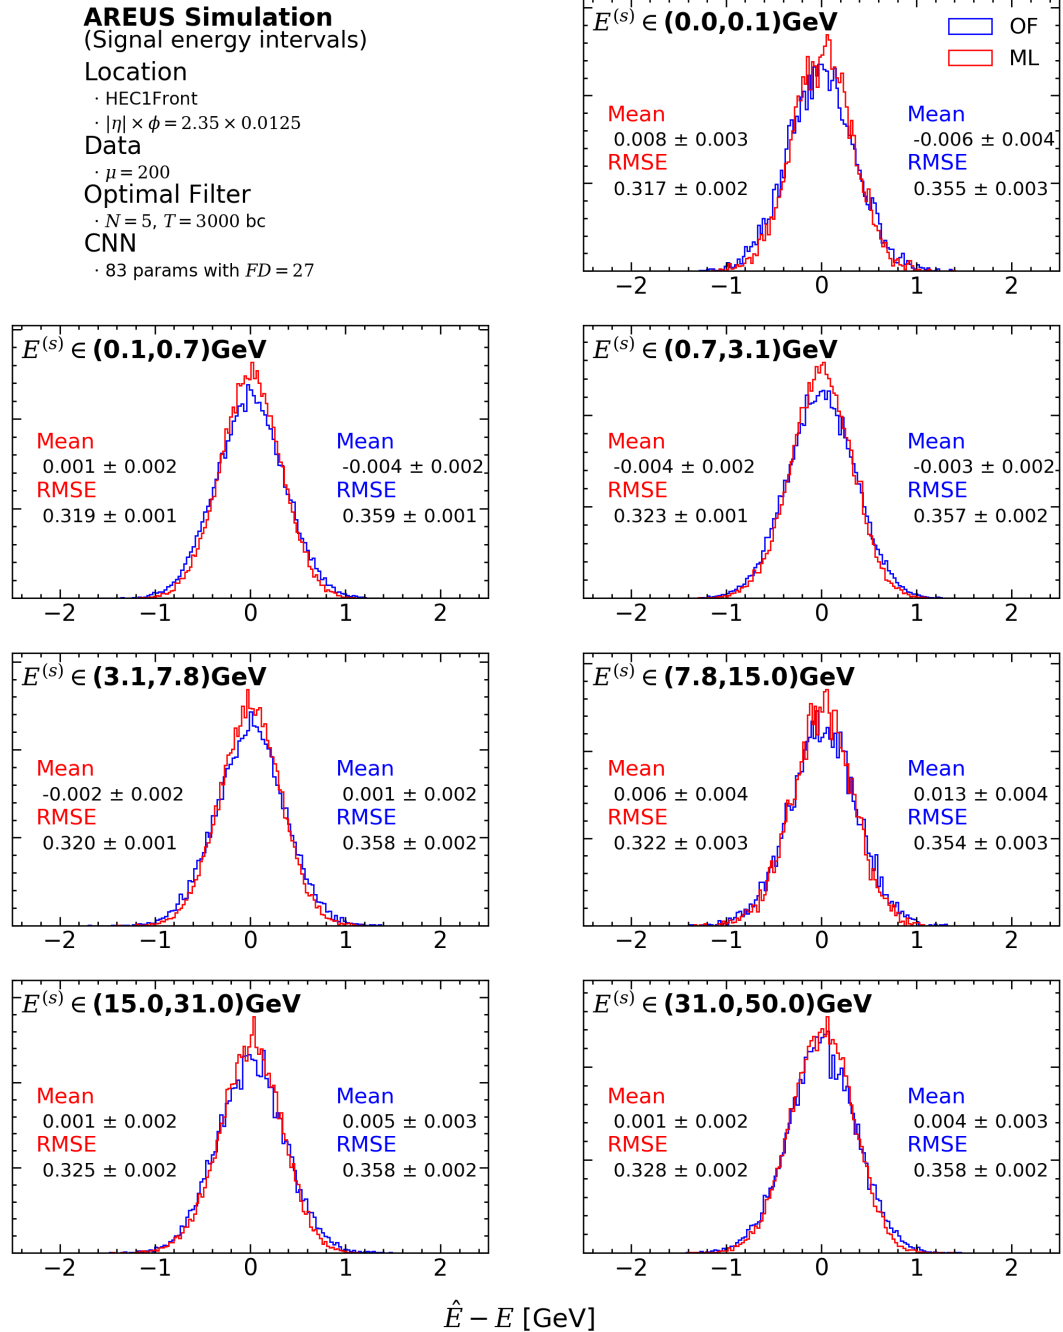 AREUS Simulation
(Signal energy intervals)
Location
· HEC1Front
· |η| × ϕ = 2.35 × 0.0125
Data
· μ = 200
Optimal Filter
· N = 5, T = 3000 bc
CNN
· 83 params with FD = 27
E^(s) ∈ (0.0,0.1)GeV
OF
ML
Mean
0.008 ± 0.003
RMSE
0.317 ± 0.002
Mean
-0.006 ± 0.004
RMSE
0.355 ± 0.003
−2 −1 0 1 2
E^(s) ∈ (0.1,0.7)GeV
Mean
0.001 ± 0.002
RMSE
0.319 ± 0.001
Mean
-0.004 ± 0.002
RMSE
0.359 ± 0.001
−2 −1 0 1 2
E^(s) ∈ (0.7,3.1)GeV
Mean
-0.004 ± 0.002
RMSE
0.323 ± 0.001
Mean
-0.003 ± 0.002
RMSE
0.357 ± 0.002
−2 −1 0 1 2
E^(s) ∈ (3.1,7.8)GeV
Mean
-0.002 ± 0.002
RMSE
0.320 ± 0.001
Mean
0.001 ± 0.002
RMSE
0.358 ± 0.002
−2 −1 0 1 2
E^(s) ∈ (7.8,15.0)GeV
Mean
0.006 ± 0.004
RMSE
0.322 ± 0.003
Mean
0.013 ± 0.004
RMSE
0.354 ± 0.003
−2 −1 0 1 2
E^(s) ∈ (15.0,31.0)GeV
Mean
0.001 ± 0.002
RMSE
0.325 ± 0.002
Mean
0.005 ± 0.003
RMSE
0.358 ± 0.002
−2 −1 0 1 2
E^(s) ∈ (31.0,50.0)GeV
Mean
0.001 ± 0.002
RMSE
0.328 ± 0.002
Mean
0.004 ± 0.003
RMSE
0.358 ± 0.002
−2 −1 0 1 2
Ê − E [GeV]